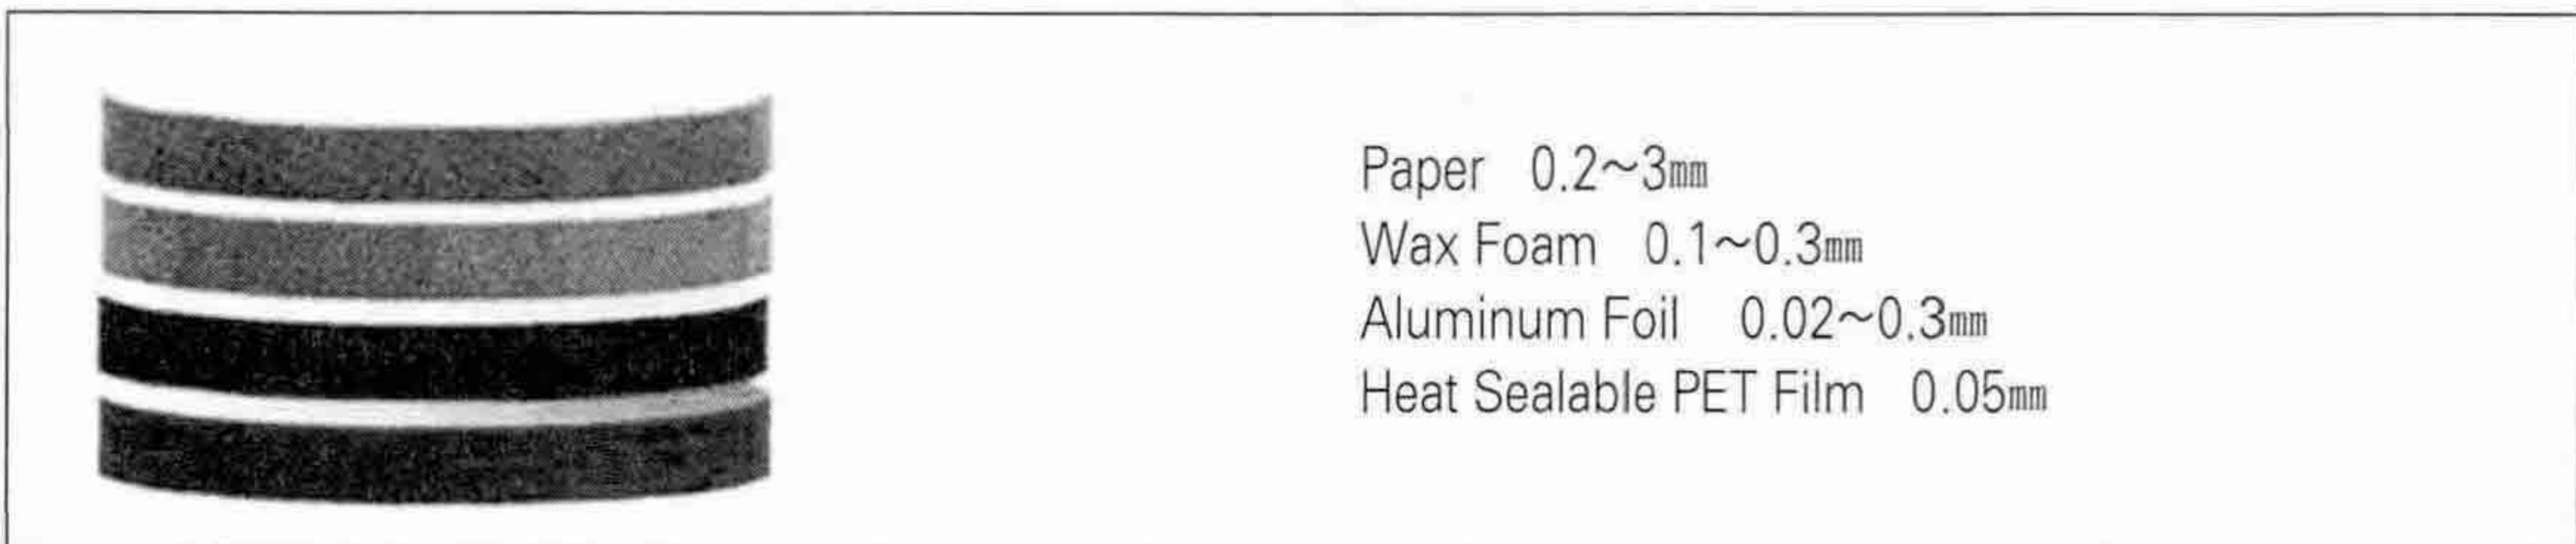 Paper 0.2~3㎜
Wax Foam 0.1~0.3㎜
Aluminum Foil 0.02~0.3㎜
Heat Sealable PET Film 0.05㎜